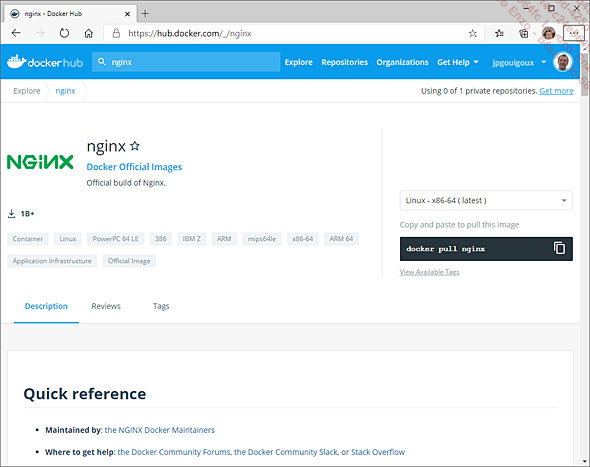 nginx - Docker Hub
https://hub.docker.com/_/nginx
dockerhub
nginx
Explore Repositories Organizations Get Help jpgouigoux
Explore nginx
Using 0 of 1 private repositories. Get more
NGINX
nginx
Docker Official Images
Official build of Nginx.
1B+
Container Linux PowerPC 64 LE 386 IBM Z ARM mips64le x86-64 ARM 64
Application Infrastructure Official Image
Linux - x86-64 ( latest )
Copy and paste to pull this image
docker pull nginx
View Available Tags
Description Reviews Tags
Quick reference
• Maintained by: the NGINX Docker Maintainers
• Where to get help: the Docker Community Forums, the Docker Community Slack, or Stack Overflow